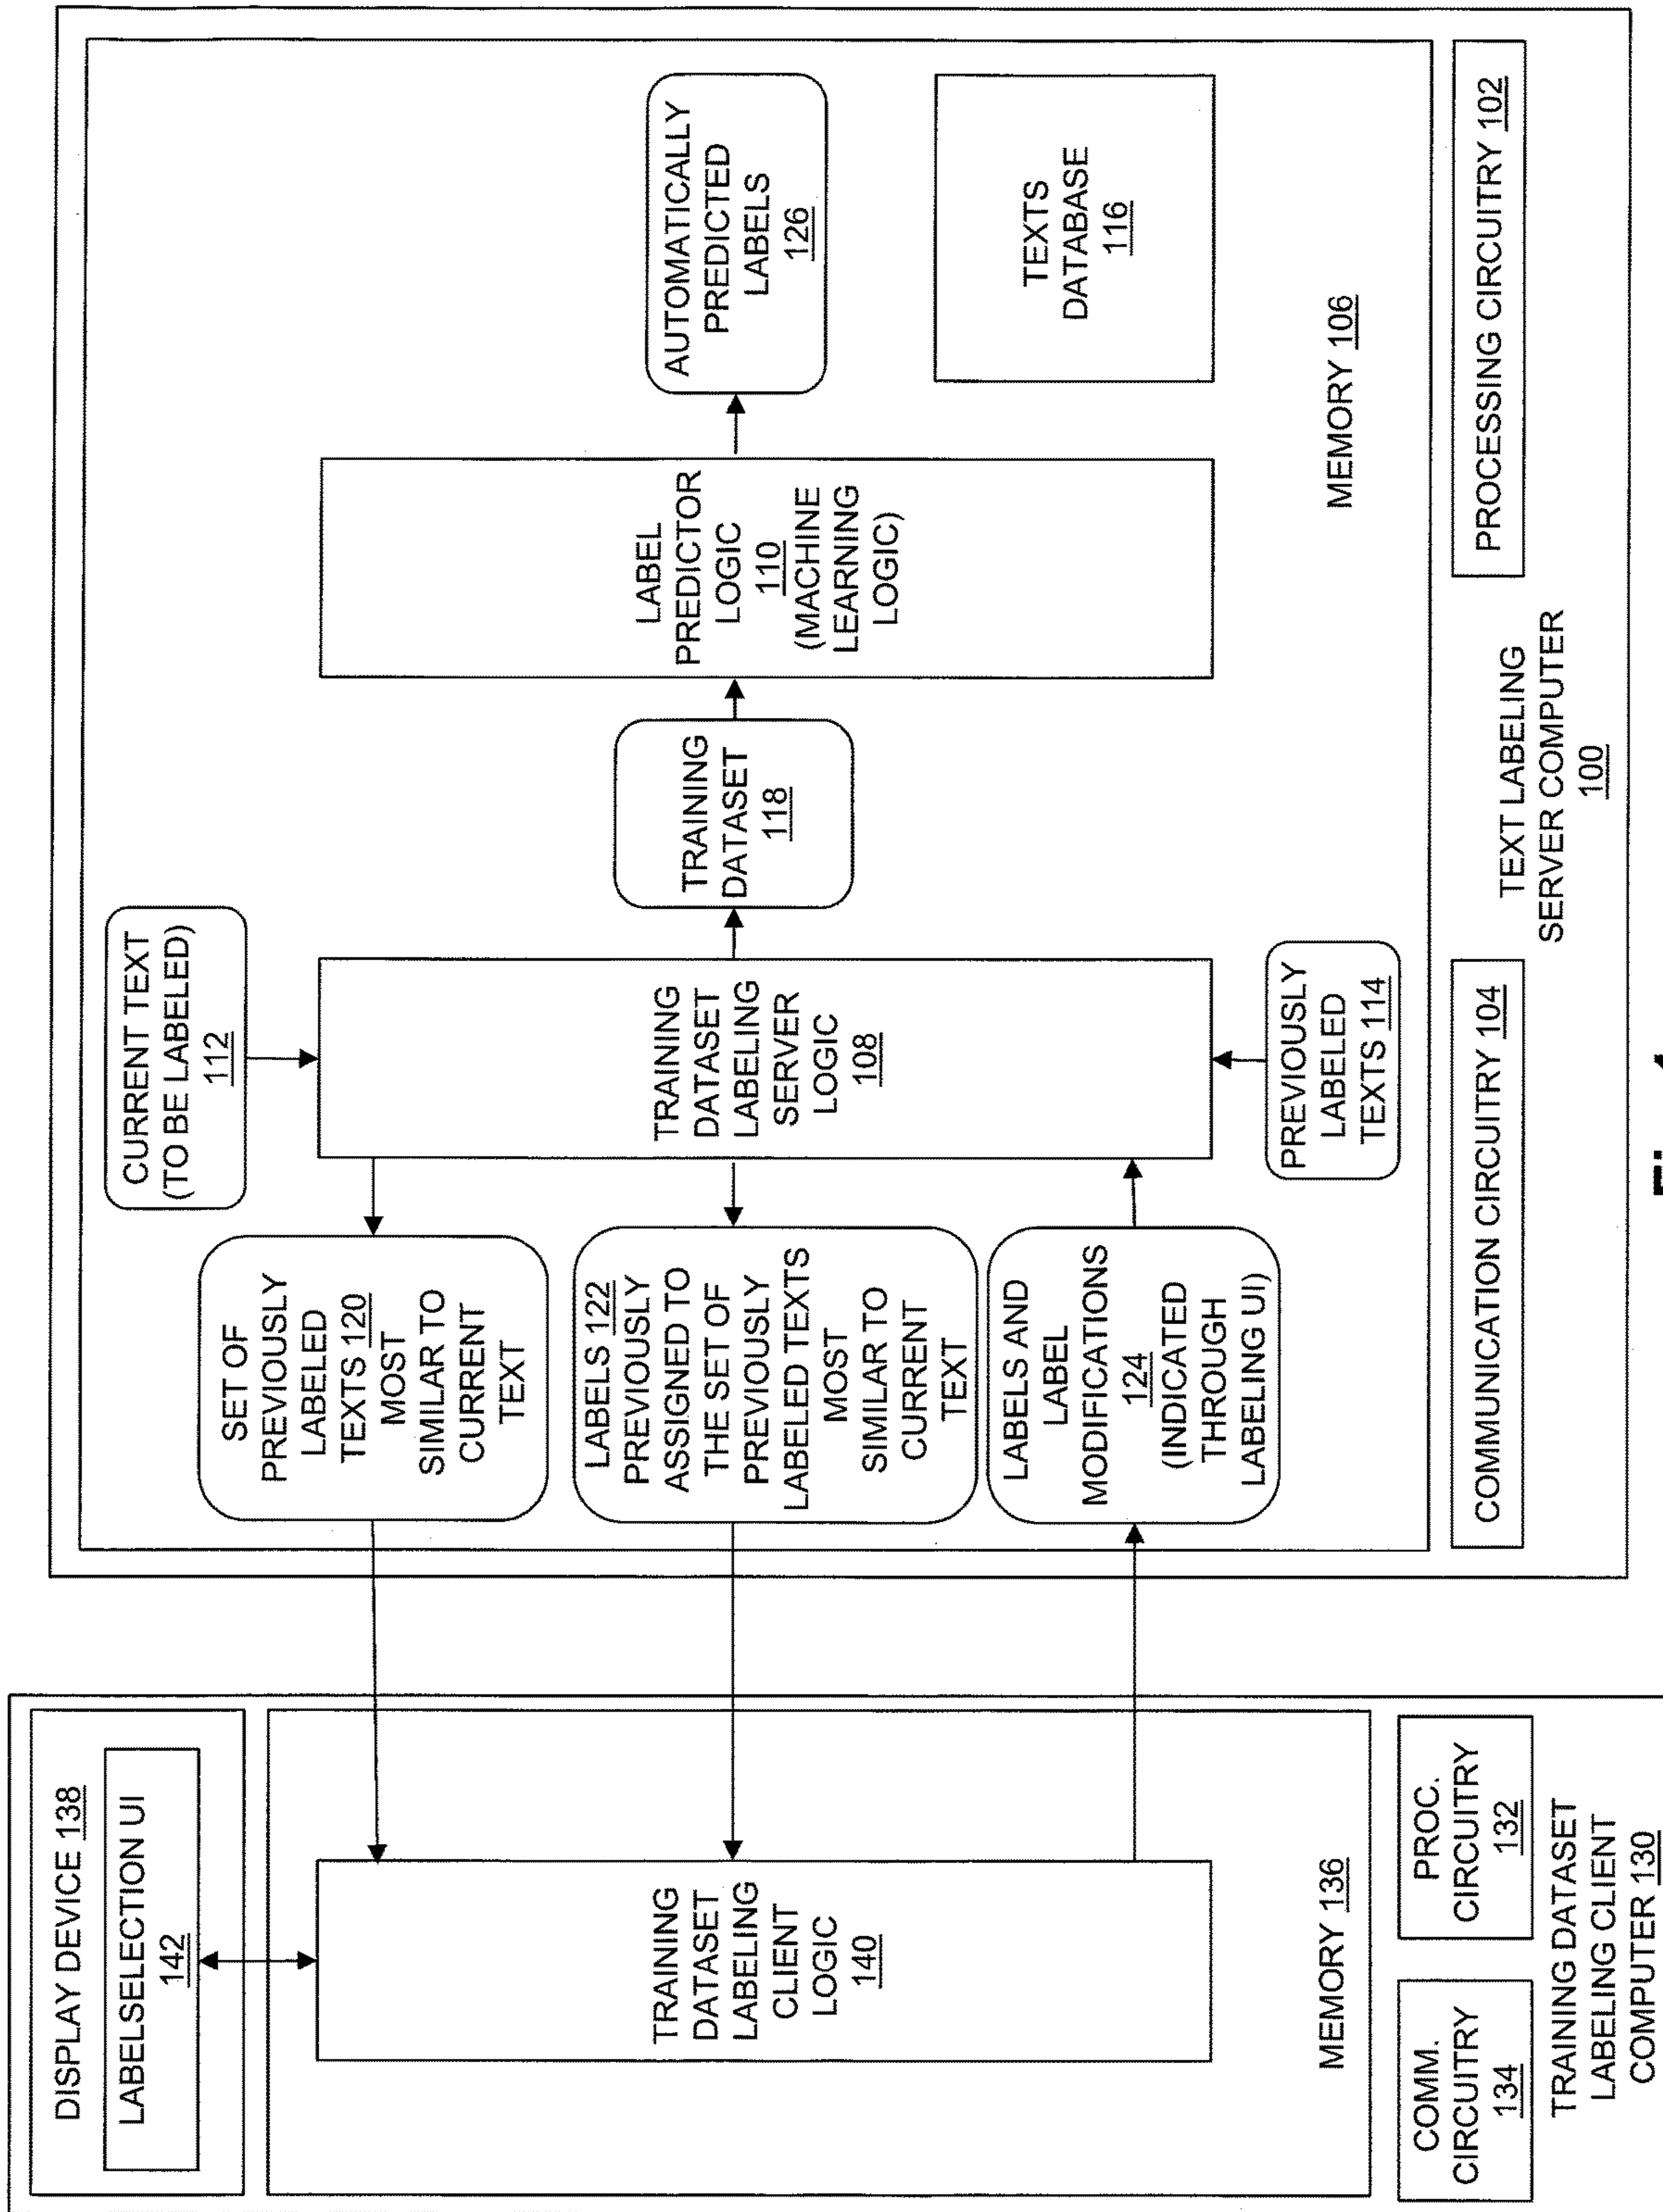 DISPLAY DEVICE 138
LABELSELECTION UI
142
TRAINING
DATASET
LABELING
CLIENT
LOGIC
140
MEMORY 136
COMM.
CIRCUITRY
134
PROC.
CIRCUITRY
132
TRAINING DATASET
LABELING CLIENT
COMPUTER 130
SET OF
PREVIOUSLY
LABELED
TEXTS 120
MOST
SIMILAR TO
CURRENT
TEXT
LABELS 122
PREVIOUSLY
ASSIGNED TO
THE SET OF
PREVIOUSLY
LABELED TEXTS
MOST
SIMILAR TO
CURRENT
TEXT
LABELS AND
LABEL
MODIFICATIONS
124
(INDICATED
THROUGH
LABELING UI)
CURRENT TEXT
(TO BE LABELED)
112
TRAINING
DATASET
LABELING
SERVER
LOGIC
108
PREVIOUSLY
LABELED
TEXTS 114
TRAINING
DATASET
118
LABEL
PREDICTOR
LOGIC
110
(MACHINE
LEARNING
LOGIC)
AUTOMATICALLY
PREDICTED
LABELS
126
TEXTS
DATABASE
116
MEMORY 106
COMMUNICATION CIRCUITRY 104
PROCESSING CIRCUITRY 102
TEXT LABELING
SERVER COMPUTER
100